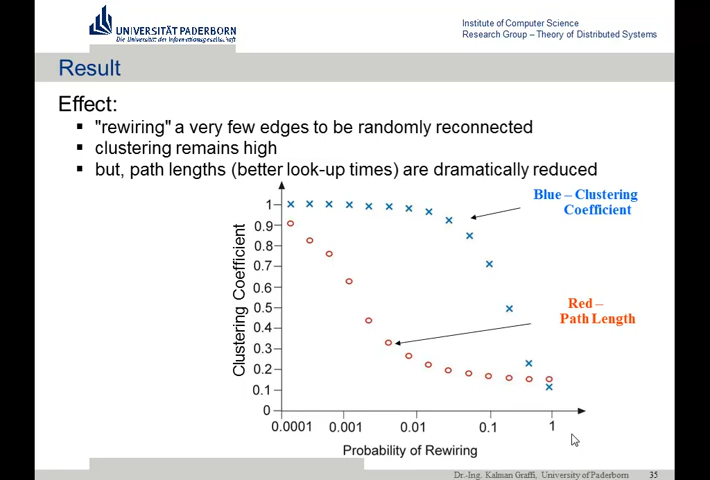 UNIVERSITÄT PADERBORN
Die Universität der Informationsgesellschaft
Institute of Computer Science
Research Group – Theory of Distributed Systems
Result
Effect:
"rewiring" a very few edges to be randomly reconnected
clustering remains high
but, path lengths (better look-up times) are dramatically reduced
Blue – Clustering
Coefficient
Red –
Path Length
Clustering Coefficient
1
0.9
0.8
0.7
0.6
0.5
0.4
0.3
0.2
0.1
0
0.0001 0.001 0.01 0.1 1
Probability of Rewiring
Dr.-Ing. Kalman Graffi, University of Paderborn 35